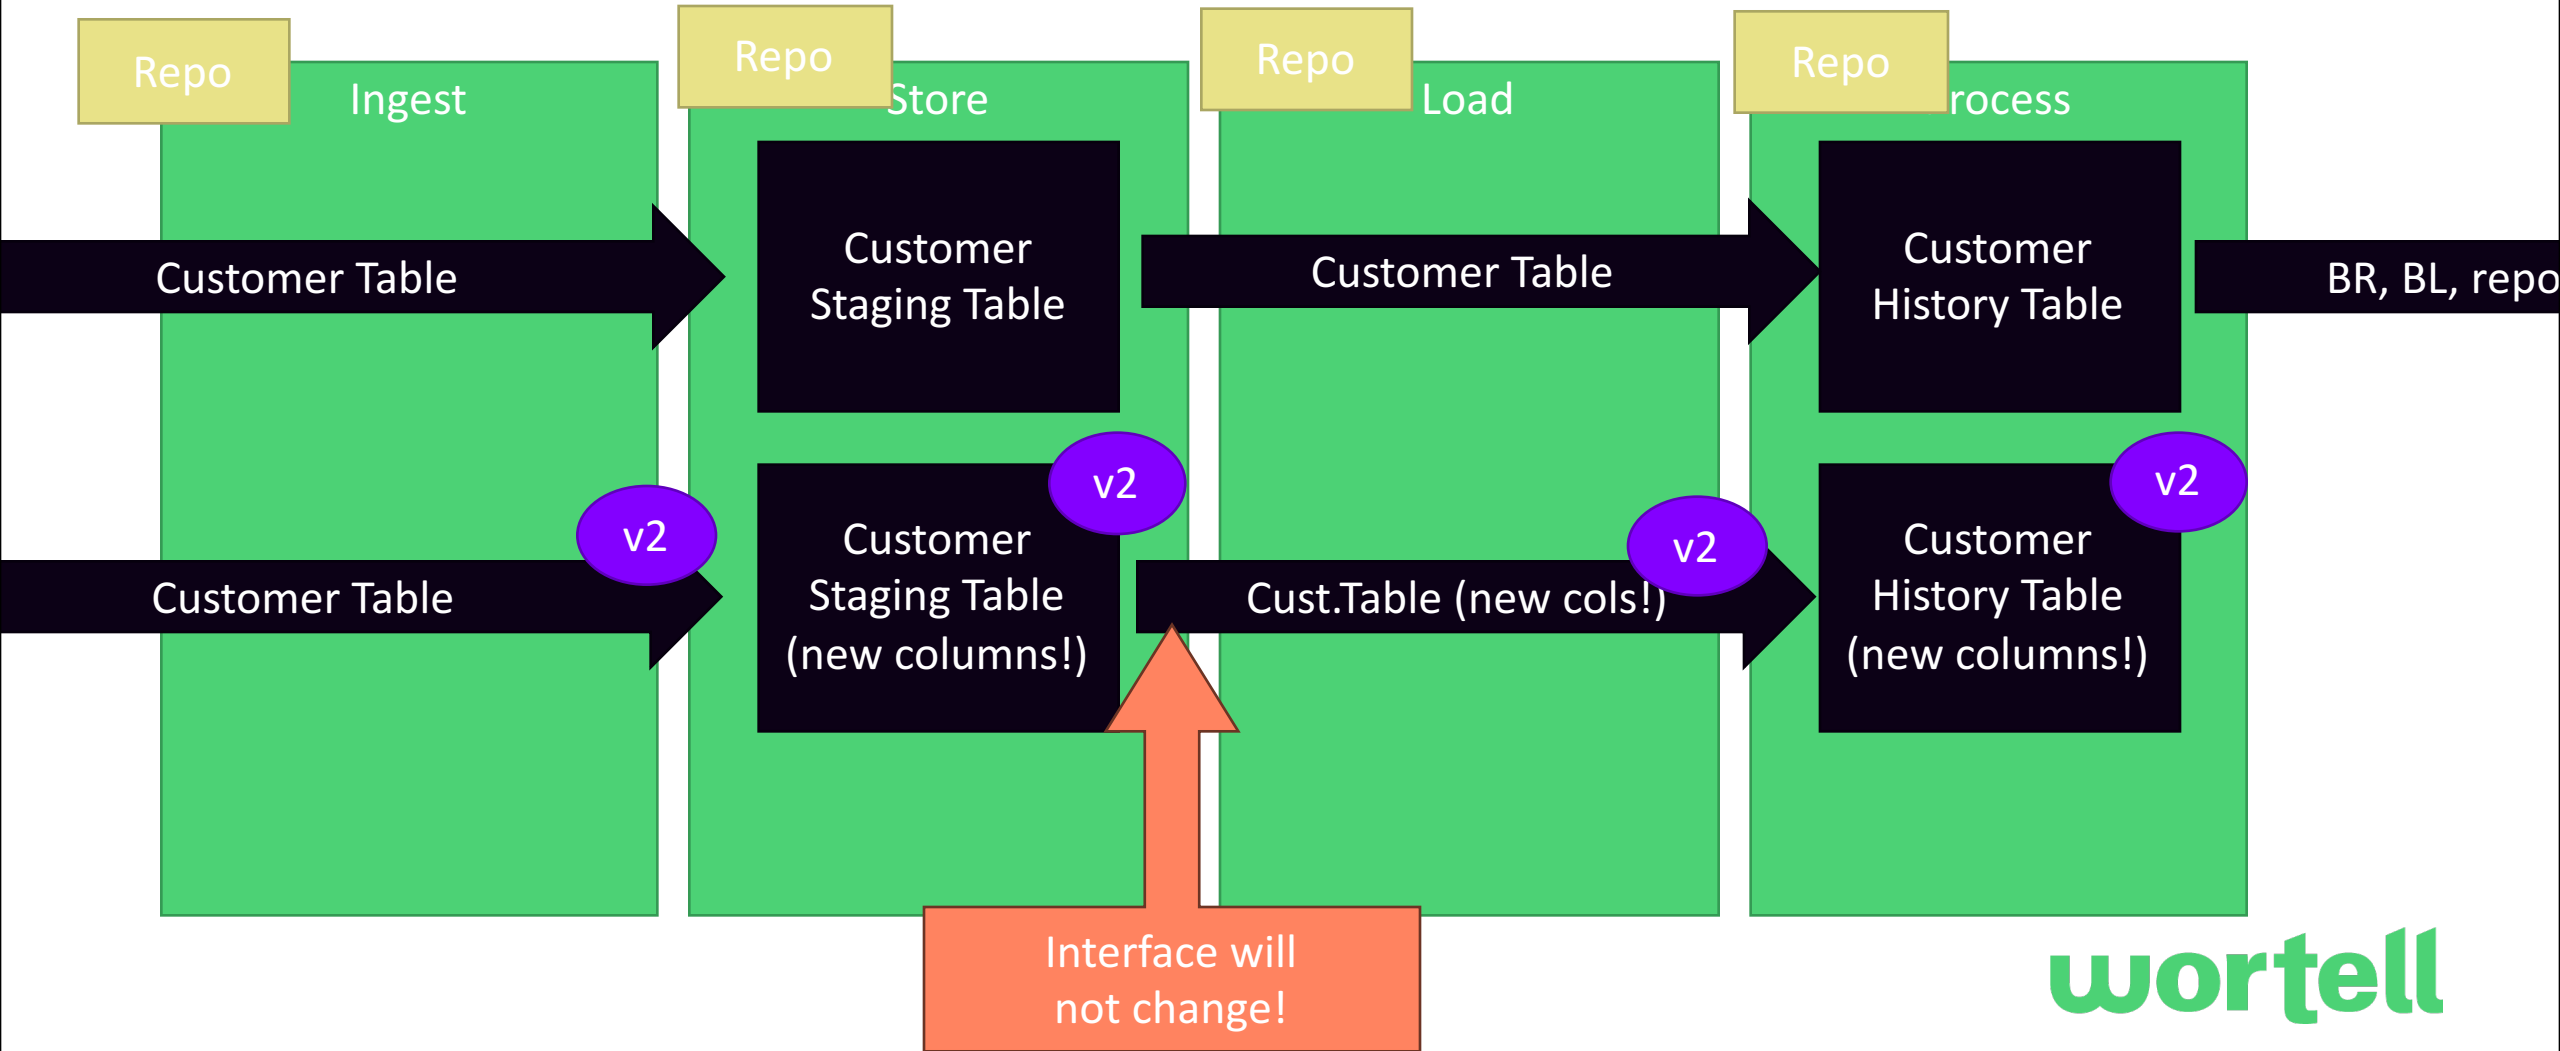 Repo
Repo
Repo
Repo
Ingest
Store
Load
rocess
Customer Table
Customer
Staging Table
Customer Table
Customer
History Table
BR, BL, repo
v2
v2
v2
v2
Customer Table
Customer
Staging Table
(new columns!)
Cust.Table (new cols!)
Customer
History Table
(new columns!)
Interface will
not change!
wortell